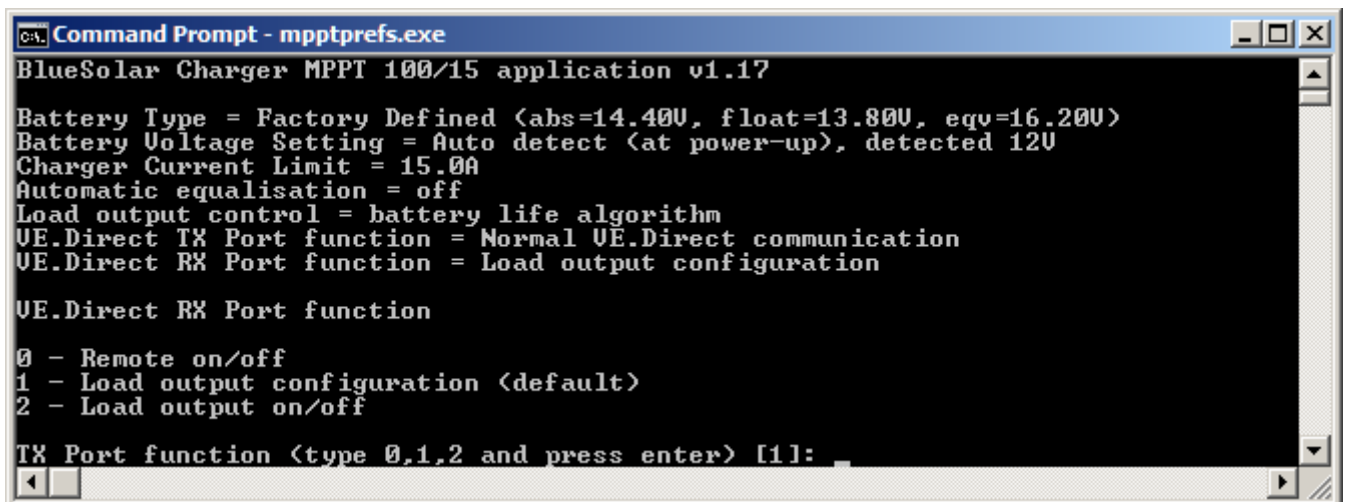 Command Prompt - mpptprefs.exe
BlueSolar Charger MPPT 100/15 application v1.17
Battery Type = Factory Defined (abs=14.40V, float=13.80V, eqv=16.20V)
Battery Voltage Setting = Auto detect (at power-up), detected 12V
Charger Current Limit = 15.0A
Automatic equalisation = off
Load output control = battery life algorithm
VE.Direct TX Port function = Normal VE.Direct communication
VE.Direct RX Port function = Load output configuration
VE.Direct RX Port function
0 - Remote on/off
1 - Load output configuration (default)
2 - Load output on/off
TX Port function (type 0,1,2 and press enter) [1]: _